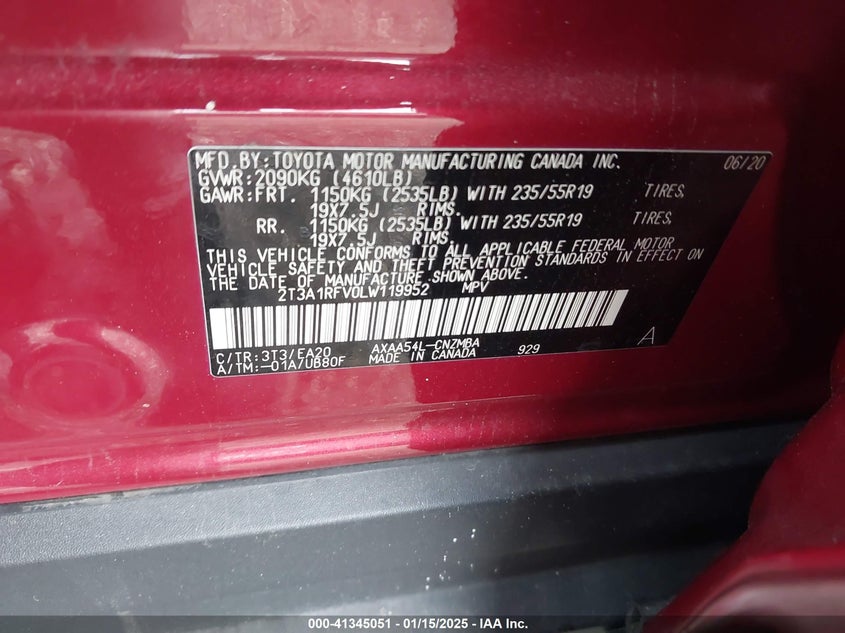 MFD.BY:TOYOTA MOTOR MANUFACTURING CANADA INC. 06/20
GVWR:2090KG (4610LB)
GAWR:FRT. 1150KG (2535LB) WITH 235/55R19 TIRES,
19X7.5J RIMS.
RR. 1150KG (2535LB) WITH 235/55R19 TIRES,
19X7.5J RIMS.
THIS VEHICLE CONFORMS TO ALL APPLICABLE FEDERAL MOTOR
VEHICLE SAFETY AND THEFT PREVENTION STANDARDS IN EFFECT ON
THE DATE OF MANUFACTURE SHOWN ABOVE.
2T3A1RFV0LW119952 MPV
C/TR:3T3/EA20 AXAA54L-CNZMBA 929 A
A/TM:-01A/UB80F MADE IN CANADA
000-41345051 - 01/15/2025 - IAA Inc.